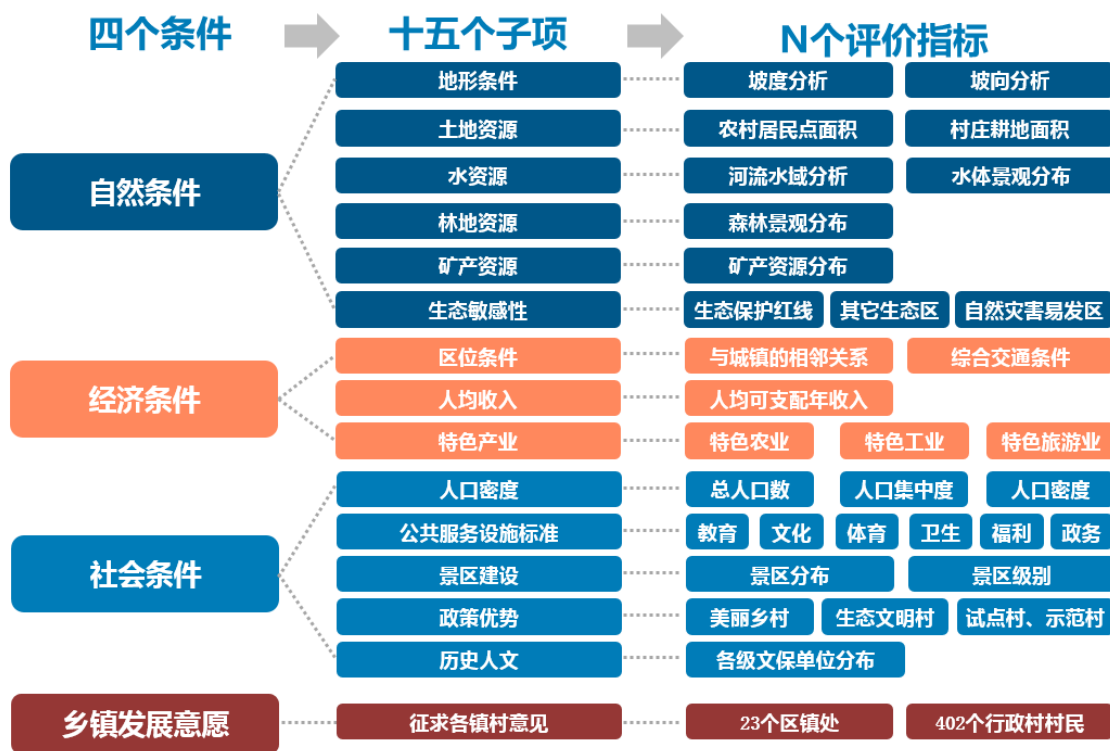 四个条件 十五个子项 N个评价指标
地形条件 坡度分析 坡向分析
土地资源 农村居民点面积 村庄耕地面积
自然条件 水资源 河流水域分析 水体景观分布
林地资源 森林景观分布
矿产资源 矿产资源分布
生态敏感性 生态保护红线 其它生态区 自然灾害易发区
区位条件 与城镇的相邻关系 综合交通条件
经济条件 人均收入 人均可支配年收入
特色产业 特色农业 特色工业 特色旅游业
人口密度 总人口数 人口集中度 人口密度
公共服务设施标准 教育 文化 体育 卫生 福利 政务
社会条件 景区建设 景区分布 景区级别
政策优势 美丽乡村 生态文明村 试点村、示范村
历史人文 各级文保单位分布
乡镇发展意愿 征求各镇村意见 23个区镇处 402个行政村村民